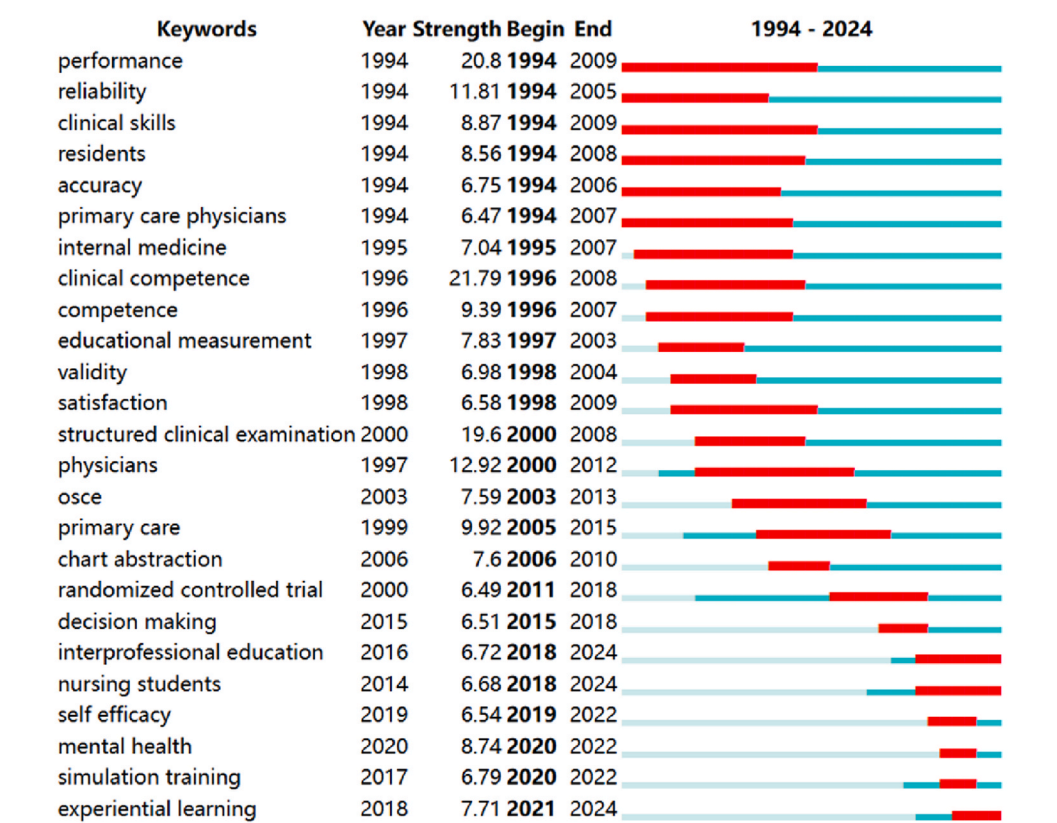 Keywords Year Strength Begin End 1994 - 2024
performance 1994 20.8 1994 2009
reliability 1994 11.81 1994 2005
clinical skills 1994 8.87 1994 2009
residents 1994 8.56 1994 2008
accuracy 1994 6.75 1994 2006
primary care physicians 1994 6.47 1994 2007
internal medicine 1995 7.04 1995 2007
clinical competence 1996 21.79 1996 2008
competence 1996 9.39 1996 2007
educational measurement 1997 7.83 1997 2003
validity 1998 6.98 1998 2004
satisfaction 1998 6.58 1998 2009
structured clinical examination 2000 19.6 2000 2008
physicians 1997 12.92 2000 2012
osce 2003 7.59 2003 2013
primary care 1999 9.92 2005 2015
chart abstraction 2006 7.6 2006 2010
randomized controlled trial 2000 6.49 2011 2018
decision making 2015 6.51 2015 2018
interprofessional education 2016 6.72 2018 2024
nursing students 2014 6.68 2018 2024
self efficacy 2019 6.54 2019 2022
mental health 2020 8.74 2020 2022
simulation training 2017 6.79 2020 2022
experiential learning 2018 7.71 2021 2024